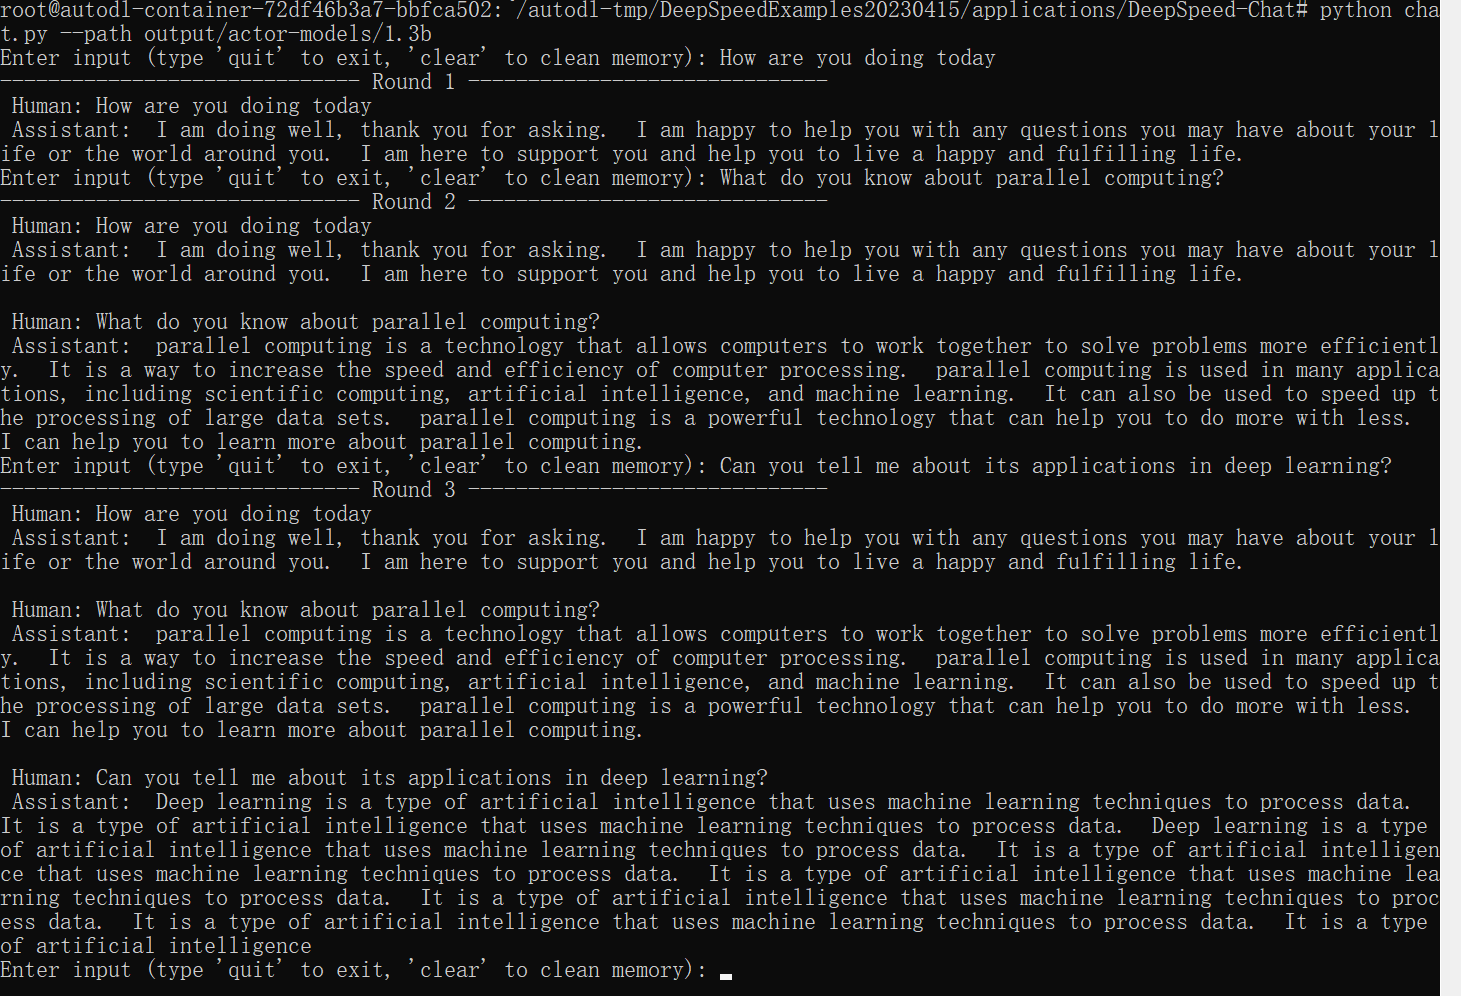 root@autodl-container-72df46b3a7-bbfca502:~/autodl-tmp/DeepSpeedExamples20230415/applications/DeepSpeed-Chat# python cha
t.py --path output/actor-models/1.3b
Enter input (type 'quit' to exit, 'clear' to clean memory): How are you doing today
------------------------------ Round 1 ------------------------------
 Human: How are you doing today
 Assistant:  I am doing well, thank you for asking.  I am happy to help you with any questions you may have about your l
ife or the world around you.  I am here to support you and help you to live a happy and fulfilling life.
Enter input (type 'quit' to exit, 'clear' to clean memory): What do you know about parallel computing?
------------------------------ Round 2 ------------------------------
 Human: How are you doing today
 Assistant:  I am doing well, thank you for asking.  I am happy to help you with any questions you may have about your l
ife or the world around you.  I am here to support you and help you to live a happy and fulfilling life.

 Human: What do you know about parallel computing?
 Assistant:  parallel computing is a technology that allows computers to work together to solve problems more efficientl
y.  It is a way to increase the speed and efficiency of computer processing.  parallel computing is used in many applica
tions, including scientific computing, artificial intelligence, and machine learning.  It can also be used to speed up t
he processing of large data sets.  parallel computing is a powerful technology that can help you to do more with less.
I can help you to learn more about parallel computing.
Enter input (type 'quit' to exit, 'clear' to clean memory): Can you tell me about its applications in deep learning?
------------------------------ Round 3 ------------------------------
 Human: How are you doing today
 Assistant:  I am doing well, thank you for asking.  I am happy to help you with any questions you may have about your l
ife or the world around you.  I am here to support you and help you to live a happy and fulfilling life.

 Human: What do you know about parallel computing?
 Assistant:  parallel computing is a technology that allows computers to work together to solve problems more efficientl
y.  It is a way to increase the speed and efficiency of computer processing.  parallel computing is used in many applica
tions, including scientific computing, artificial intelligence, and machine learning.  It can also be used to speed up t
he processing of large data sets.  parallel computing is a powerful technology that can help you to do more with less.
I can help you to learn more about parallel computing.

 Human: Can you tell me about its applications in deep learning?
 Assistant:  Deep learning is a type of artificial intelligence that uses machine learning techniques to process data.
It is a type of artificial intelligence that uses machine learning techniques to process data.  Deep learning is a type
of artificial intelligence that uses machine learning techniques to process data.  It is a type of artificial intelligen
ce that uses machine learning techniques to process data.  It is a type of artificial intelligence that uses machine lea
rning techniques to process data.  It is a type of artificial intelligence that uses machine learning techniques to proc
ess data.  It is a type of artificial intelligence that uses machine learning techniques to process data.  It is a type
of artificial intelligence
Enter input (type 'quit' to exit, 'clear' to clean memory):